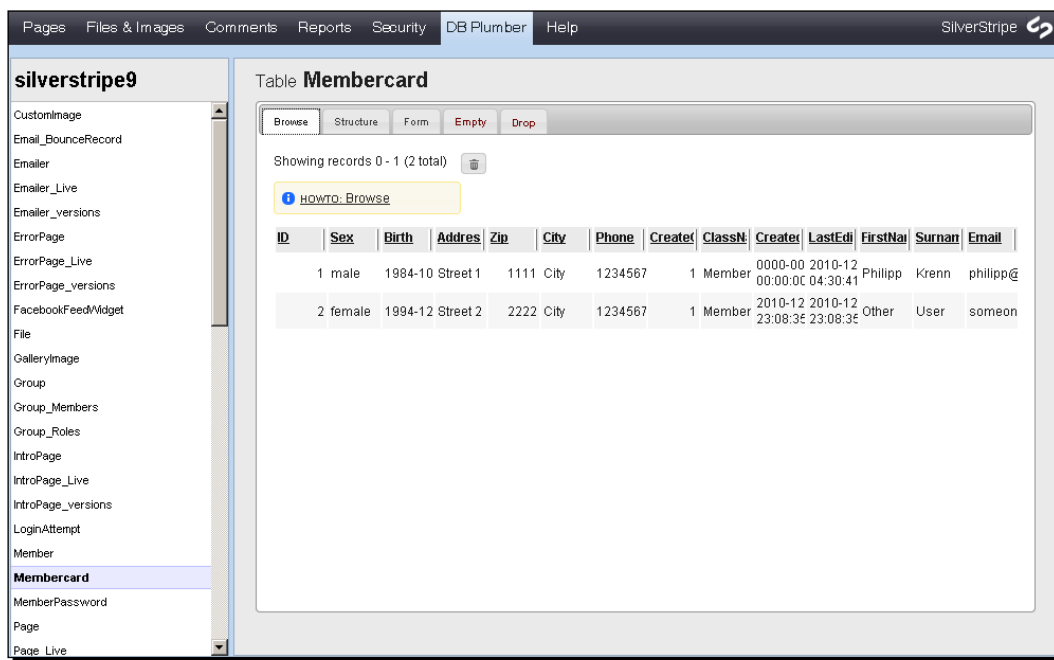 Pages Files & Images Comments Reports Security DB Plumber Help SilverStripe
silverstripe9
CustomImage
Email_BounceRecord
Emailer
Emailer_Live
Emailer_versions
ErrorPage
ErrorPage_Live
ErrorPage_versions
FacebookFeedWidget
File
GalleryImage
Group
Group_Members
Group_Roles
IntroPage
IntroPage_Live
IntroPage_versions
LoginAttempt
Member
Membercard
MemberPassword
Page
Page_Live
Table Membercard
Browse Structure Form Empty Drop
Showing records 0 - 1 (2 total)
HOWTO: Browse
ID Sex Birth Addres Zip City Phone Create ClassN Create LastEdi FirstNa Surnam Email
1 male 1984-10 Street 1 1111 City 1234567 1 Member 0000-00 00:00:00 2010-12 04:30:41 Philipp Krenn philipp@
2 female 1994-12 Street 2 2222 City 1234567 1 Member 2010-12 23:08:35 2010-12 23:08:35 Other User someon